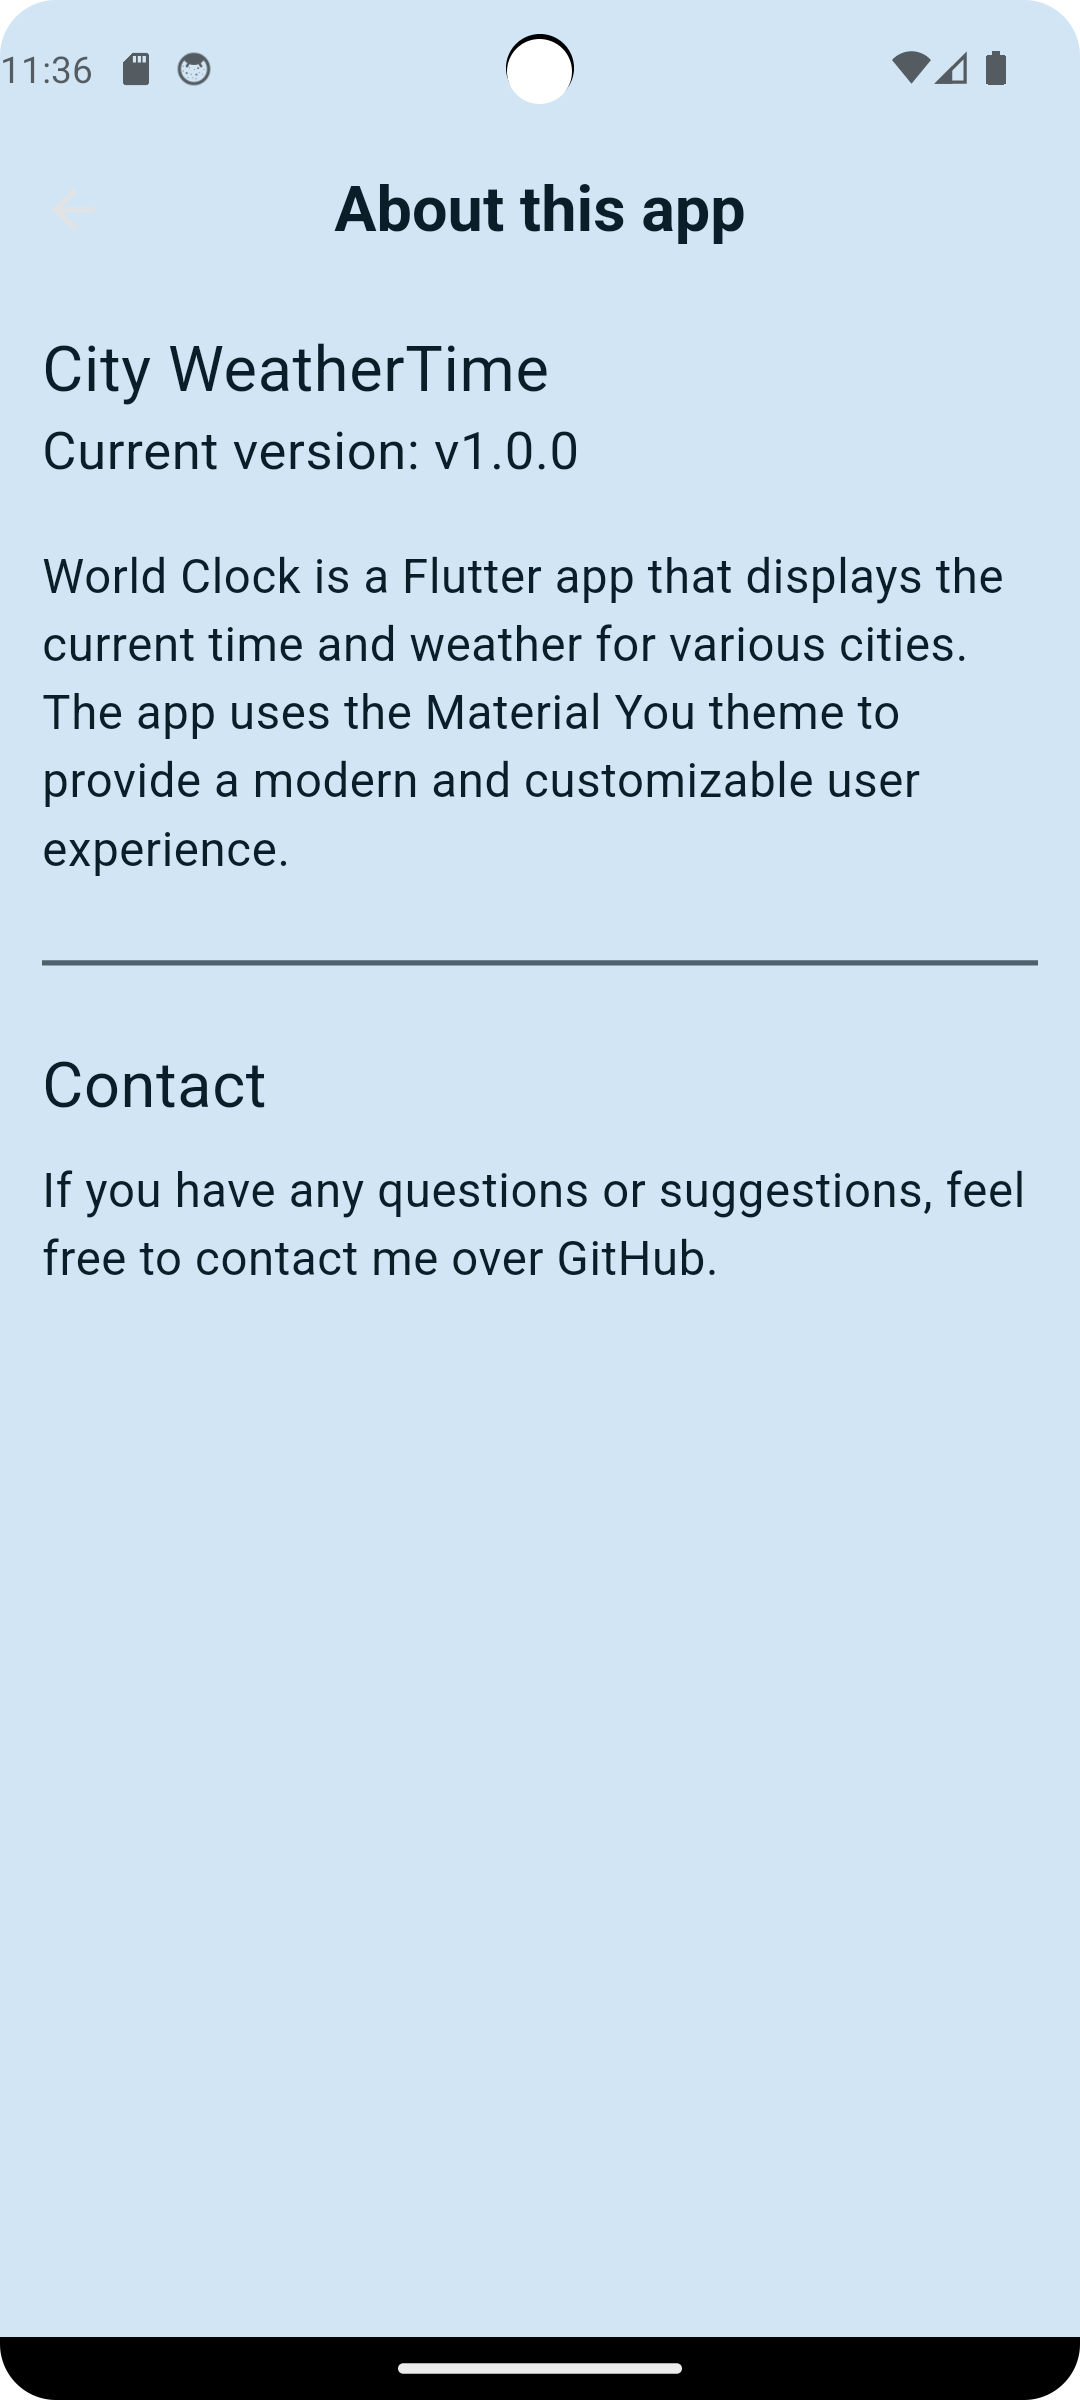 11:36
About this app
City WeatherTime
Current version: v1.0.0
World Clock is a Flutter app that displays the
current time and weather for various cities.
The app uses the Material You theme to
provide a modern and customizable user
experience.
Contact
If you have any questions or suggestions, feel
free to contact me over GitHub.